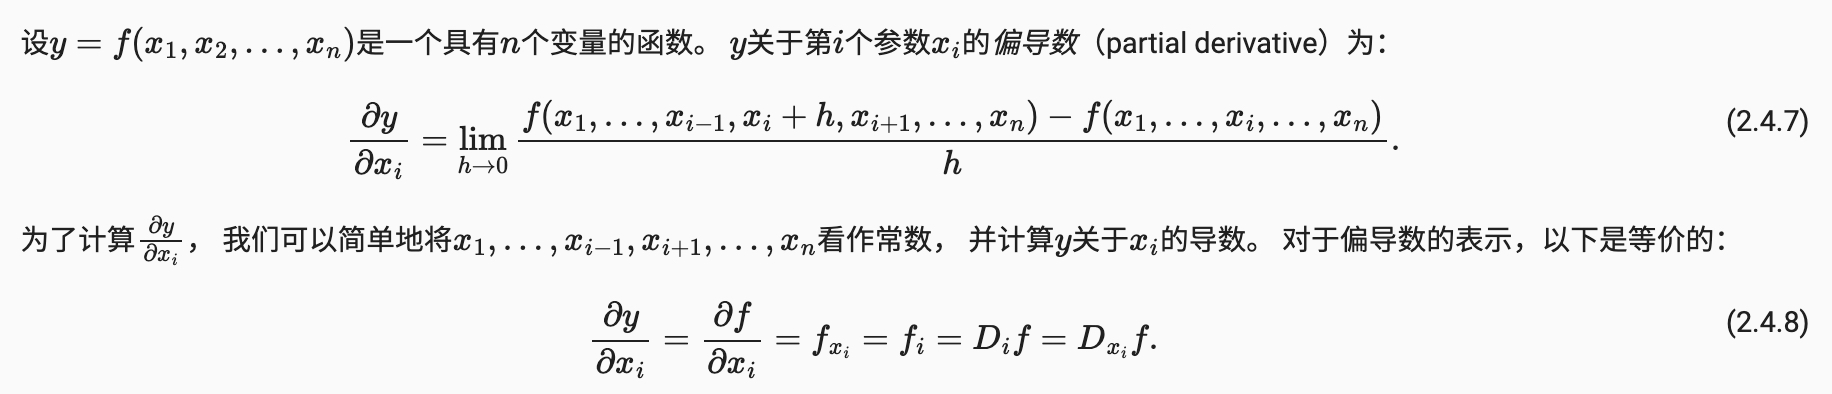 设$y = f(x_1, x_2, \ldots, x_n)$是一个具有$n$个变量的函数。 $y$关于第$i$个参数$x_i$的偏导数（partial derivative）为：
$$\frac{\partial y}{\partial x_i} = \lim_{h \rightarrow 0} \frac{f(x_1, \ldots, x_{i-1}, x_i+h, x_{i+1}, \ldots, x_n) - f(x_1, \ldots, x_i, \ldots, x_n)}{h}.$$ (2.4.7)
为了计算$\frac{\partial y}{\partial x_i}$， 我们可以简单地将$x_1, \ldots, x_{i-1}, x_{i+1}, \ldots, x_n$看作常数， 并计算$y$关于$x_i$的导数。 对于偏导数的表示，以下是等价的：
$$\frac{\partial y}{\partial x_i} = \frac{\partial f}{\partial x_i} = f_{x_i} = f_i = D_i f = D_{x_i} f.$$ (2.4.8)